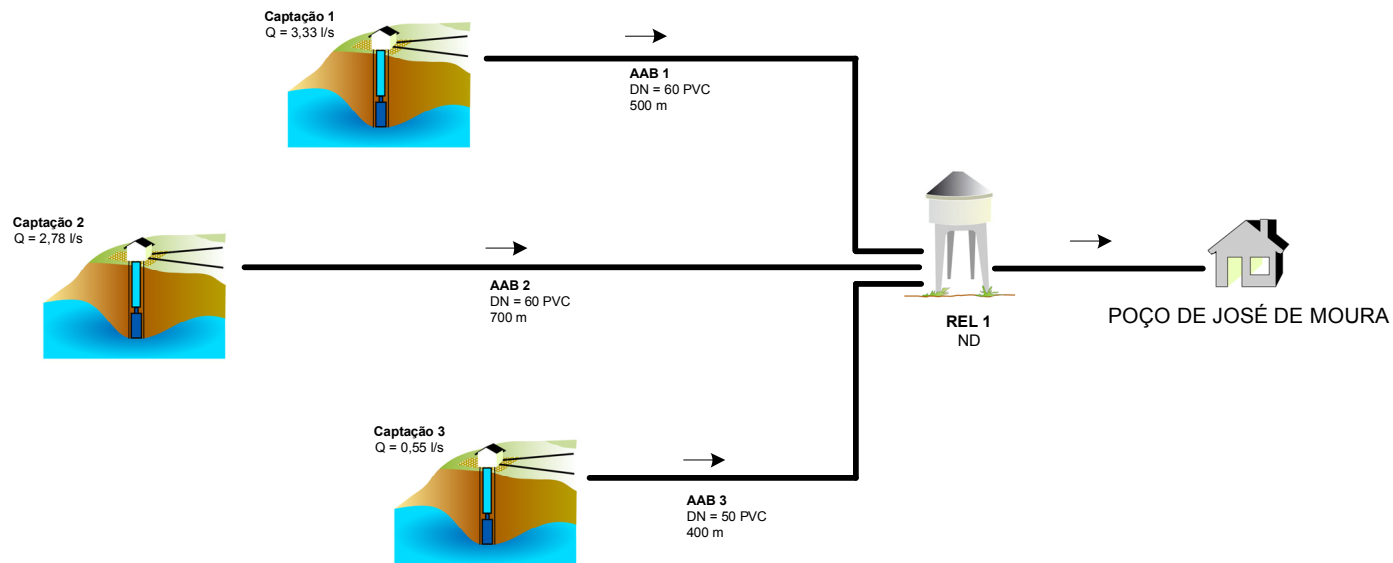 Captação 1
Q = 3,33 l/s
AAB 1
DN = 60 PVC
500 m
Captação 2
Q = 2,78 l/s
AAB 2
DN = 60 PVC
700 m
REL 1
ND
POÇO DE JOSÉ DE MOURA
Captação 3
Q = 0,55 l/s
AAB 3
DN = 50 PVC
400 m